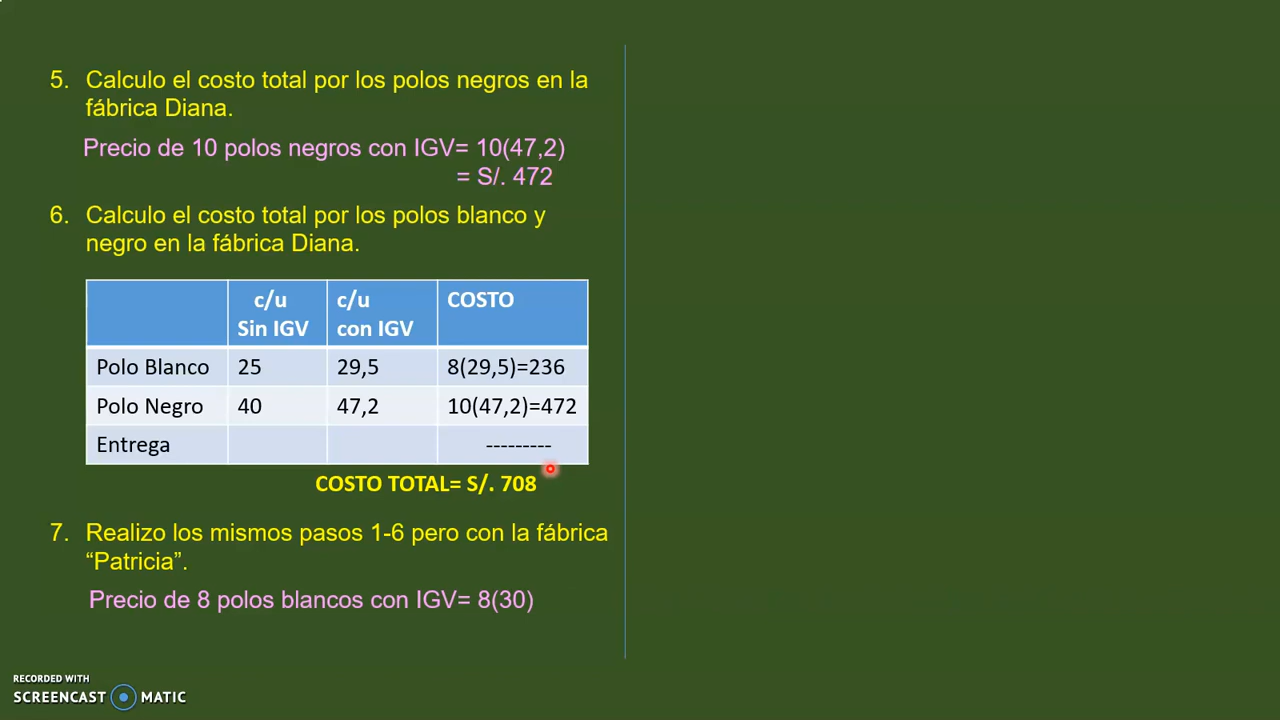 5. Calculo el costo total por los polos negros en la
fábrica Diana.
Precio de 10 polos negros con IGV= 10(47,2)
= S/. 472
6. Calculo el costo total por los polos blanco y
negro en la fábrica Diana.
c/u c/u COSTO
Sin IGV con IGV
Polo Blanco 25 29,5 8(29,5)=236
Polo Negro 40 47,2 10(47,2)=472
Entrega ---------
COSTO TOTAL= S/. 708
7. Realizo los mismos pasos 1-6 pero con la fábrica
“Patricia”.
Precio de 8 polos blancos con IGV= 8(30)
RECORDED WITH
SCREENCAST MATIC